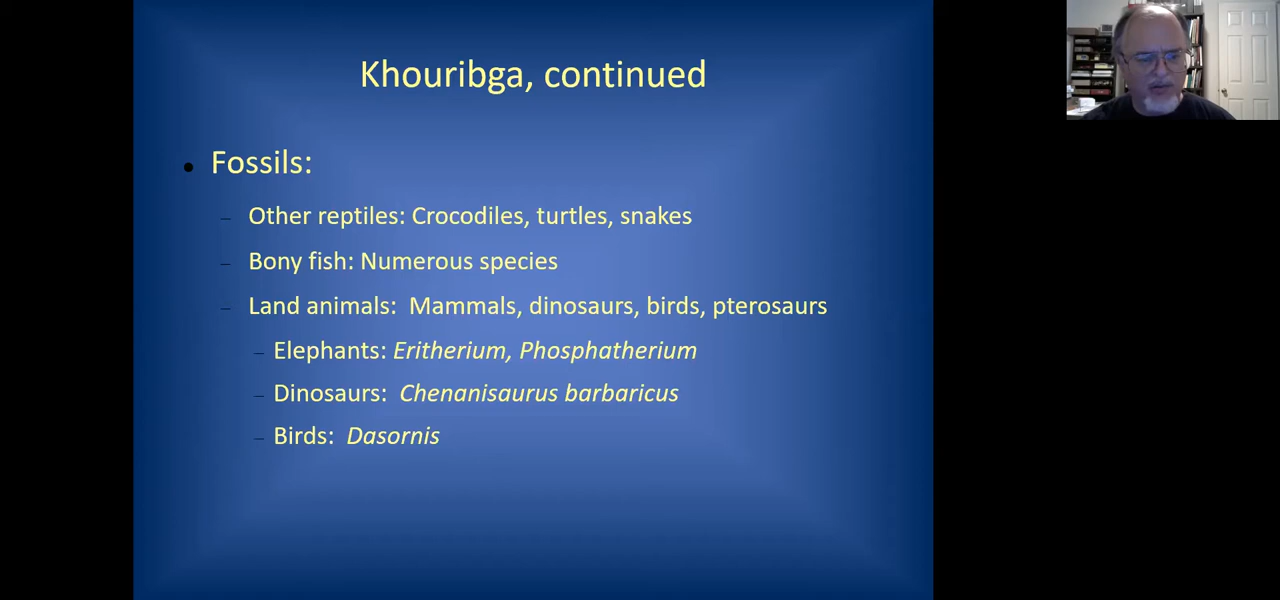 Khouribga, continued
• Fossils:
– Other reptiles: Crocodiles, turtles, snakes
– Bony fish: Numerous species
– Land animals: Mammals, dinosaurs, birds, pterosaurs
– Elephants: Eritherium, Phosphatherium
– Dinosaurs: Chenanisaurus barbaricus
– Birds: Dasornis